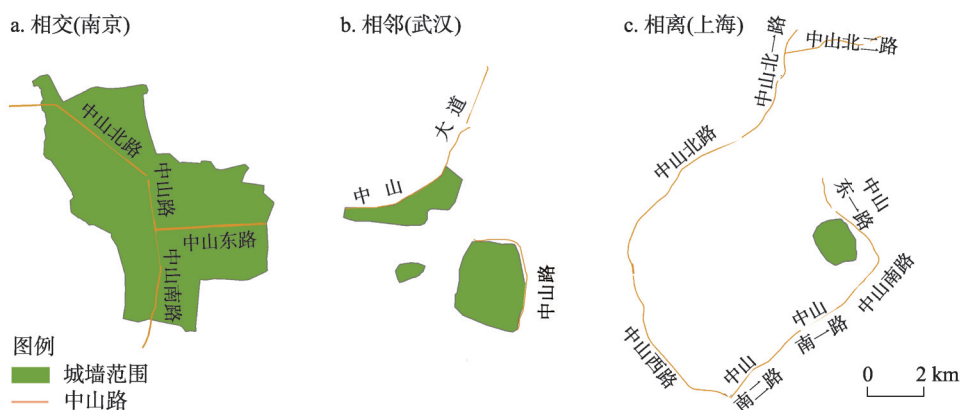 a. 相交(南京)
中山北路
中山路
中山东路
中山南路
b. 相邻(武汉)
中山
大道
中山路
c. 相离(上海)
中山北一路
中山北二路
中山北路
中山
东一路
中山南路
中山
南一路
中山
南二路
中山西路
图例
城墙范围
中山路
0 2 km